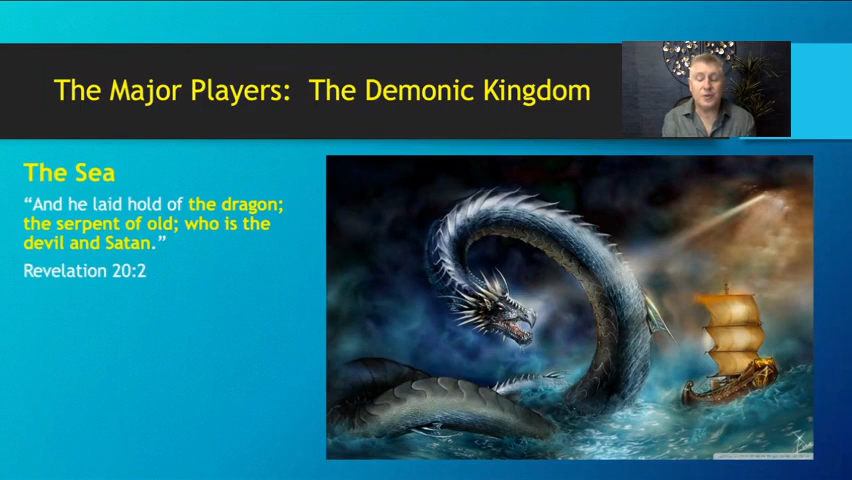 The Major Players:  The Demonic Kingdom
The Sea
“And he laid hold of the dragon;
the serpent of old; who is the
devil and Satan.”
Revelation 20:2